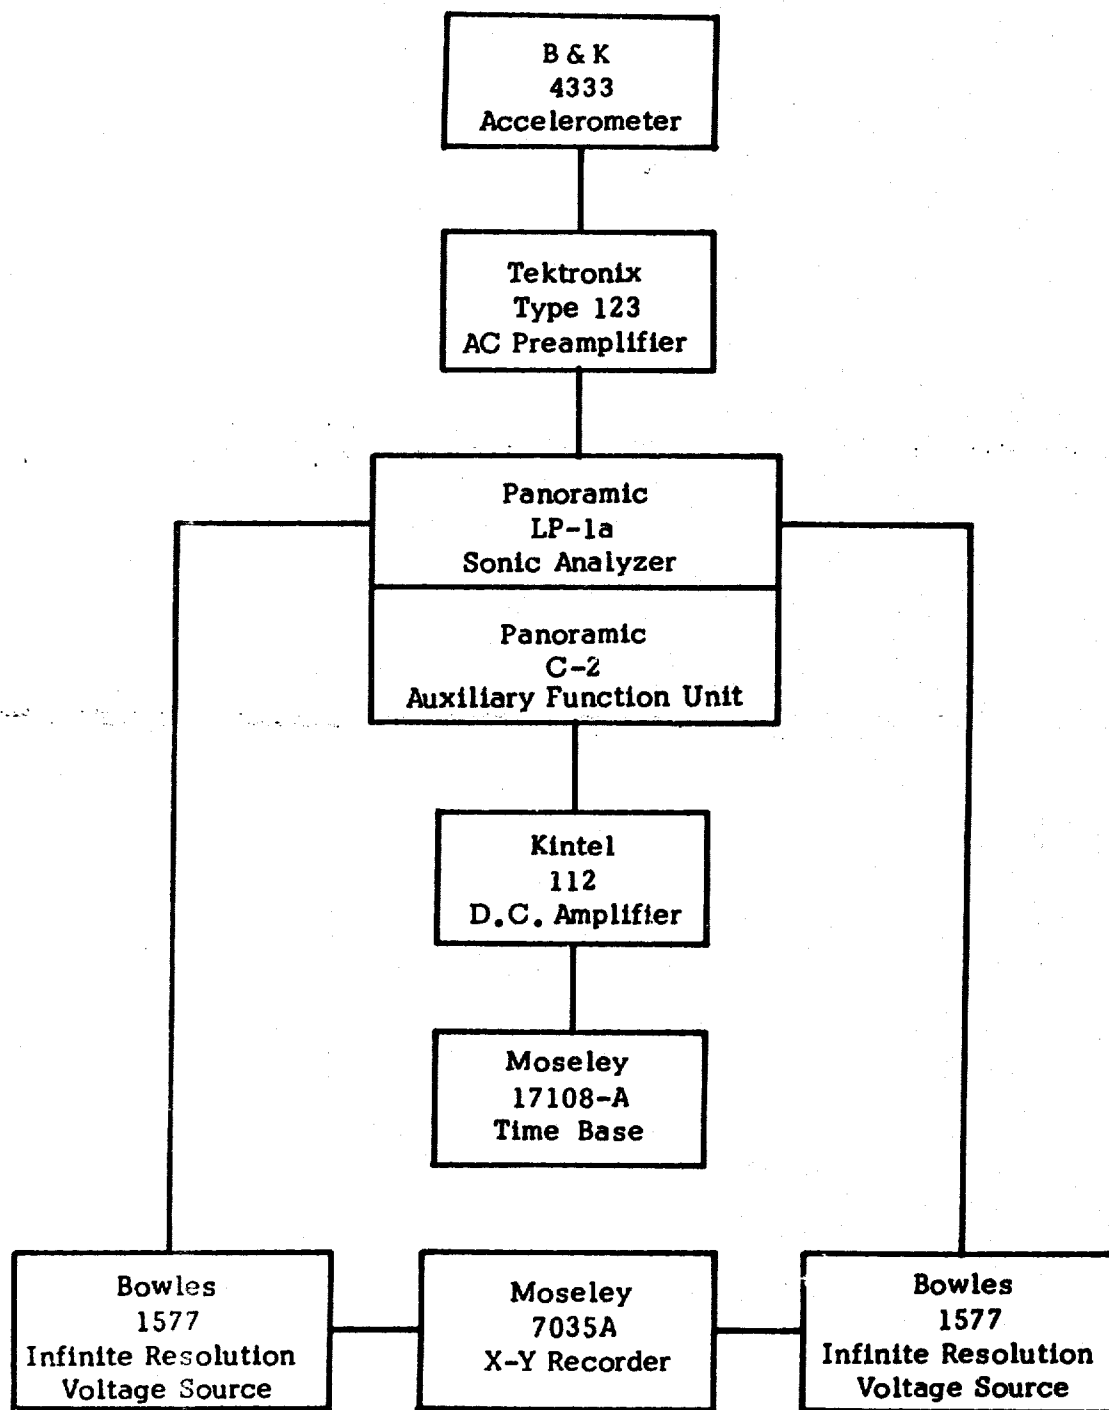 B & K
4333
Accelerometer
Tektronix
Type 123
AC Preamplifier
Panoramic
LP-1a
Sonic Analyzer
Panoramic
C-2
Auxiliary Function Unit
Kintel
112
D.C. Amplifier
Moseley
17108-A
Time Base
Bowles
1577
Infinite Resolution
Voltage Source
Moseley
7035A
X-Y Recorder
Bowles
1577
Infinite Resolution
Voltage Source